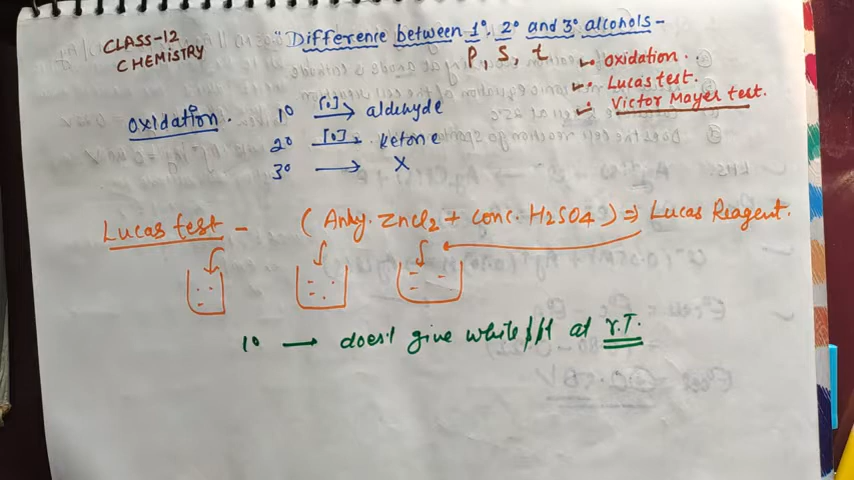 CLASS-12
CHEMISTRY
"Difference between 1°, 2° and 3° alcohols-
P, S, t
Oxidation.
Lucas test.
Victor Mayer test.
Oxidation.
1° [O] → aldehyde
2° [O] → ketone
3° → X
Lucas test - (Anhy. ZnCl2 + Conc. H2SO4) ⇒ Lucas Reagent.
1° → does't give white ppt at r.T.